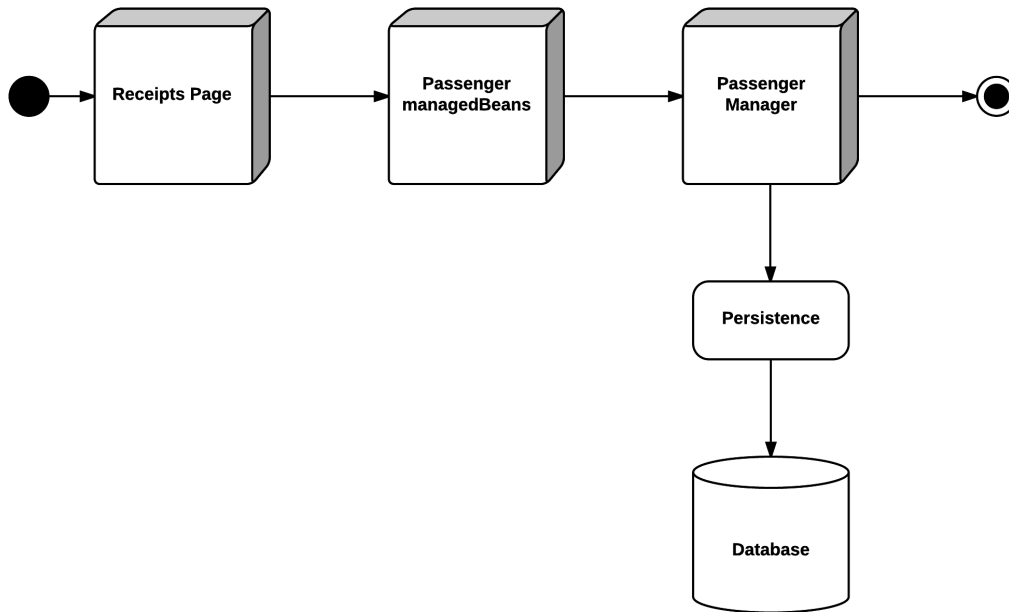 Receipts Page
Passenger
managedBeans
Passenger
Manager
Persistence
Database